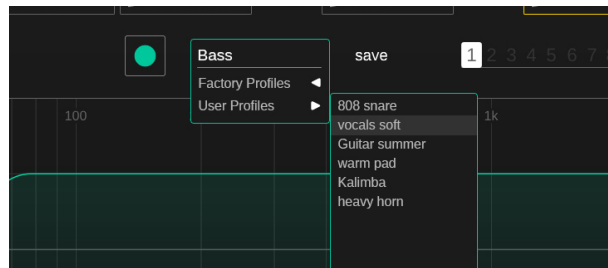 Bass
save
1 2 3 4 5 6 7
Factory Profiles
User Profiles
808 snare
vocals soft
Guitar summer
warm pad
Kalimba
heavy horn
100
1k